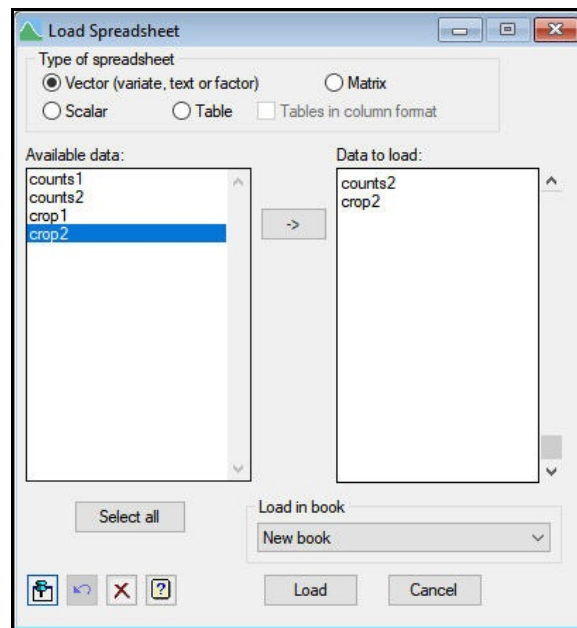 Load Spreadsheet
Type of spreadsheet
Vector (variate, text or factor) Matrix
Scalar Table Tables in column format
Available data: Data to load:
counts1
counts2
crop1
crop2
->
counts2
crop2
Select all
Load in book
New book
Load Cancel